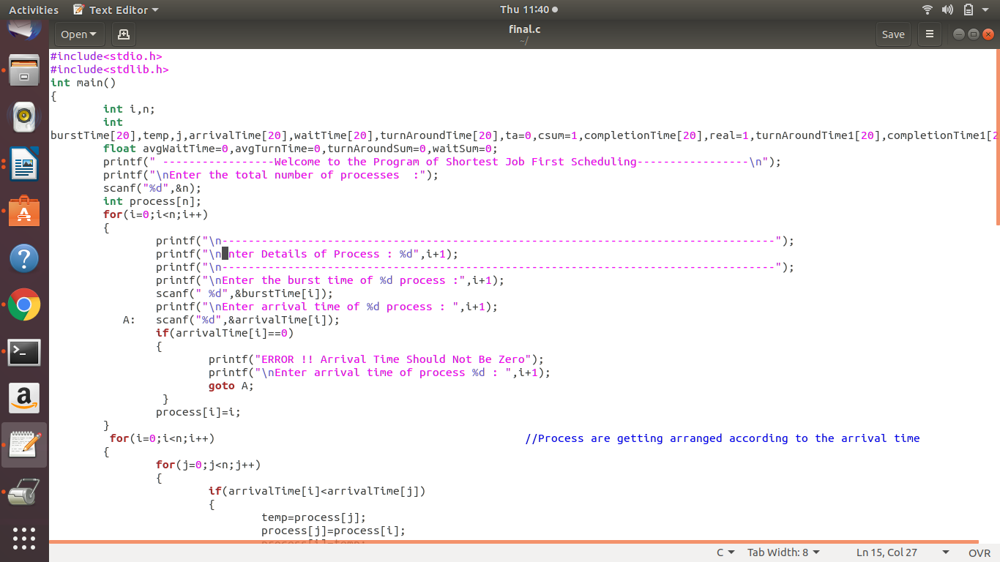 Activities Text Editor Thu 11:40
Open final.c Save
~/
#include<stdio.h>
#include<stdlib.h>
int main()
{
int i,n;
int
burstTime[20],temp,j,arrivalTime[20],waitTime[20],turnAroundTime[20],ta=0,csum=1,completionTime[20],real=1,turnAroundTime1[20],completionTime1[2
float avgWaitTime=0,avgTurnTime=0,turnAroundSum=0,waitSum=0;
printf(" -----------------Welcome to the Program of Shortest Job First Scheduling-----------------\n");
printf("\nEnter the total number of processes  :");
scanf("%d",&n);
int process[n];
for(i=0;i<n;i++)
{
printf("\n------------------------------------------------------------------------------------");
printf("\nEnter Details of Process : %d",i+1);
printf("\n------------------------------------------------------------------------------------");
printf("\nEnter the burst time of %d process :",i+1);
scanf(" %d",&burstTime[i]);
printf("\nEnter arrival time of %d process : ",i+1);
A: scanf("%d",&arrivalTime[i]);
if(arrivalTime[i]==0)
{
printf("ERROR !! Arrival Time Should Not Be Zero");
printf("\nEnter arrival time of process %d : ",i+1);
goto A;
}
process[i]=i;
}
for(i=0;i<n;i++) //Process are getting arranged according to the arrival time
{
for(j=0;j<n;j++)
{
if(arrivalTime[i]<arrivalTime[j])
{
temp=process[j];
process[j]=process[i];
process[i]=temp;
C Tab Width: 8 Ln 15, Col 27 OVR